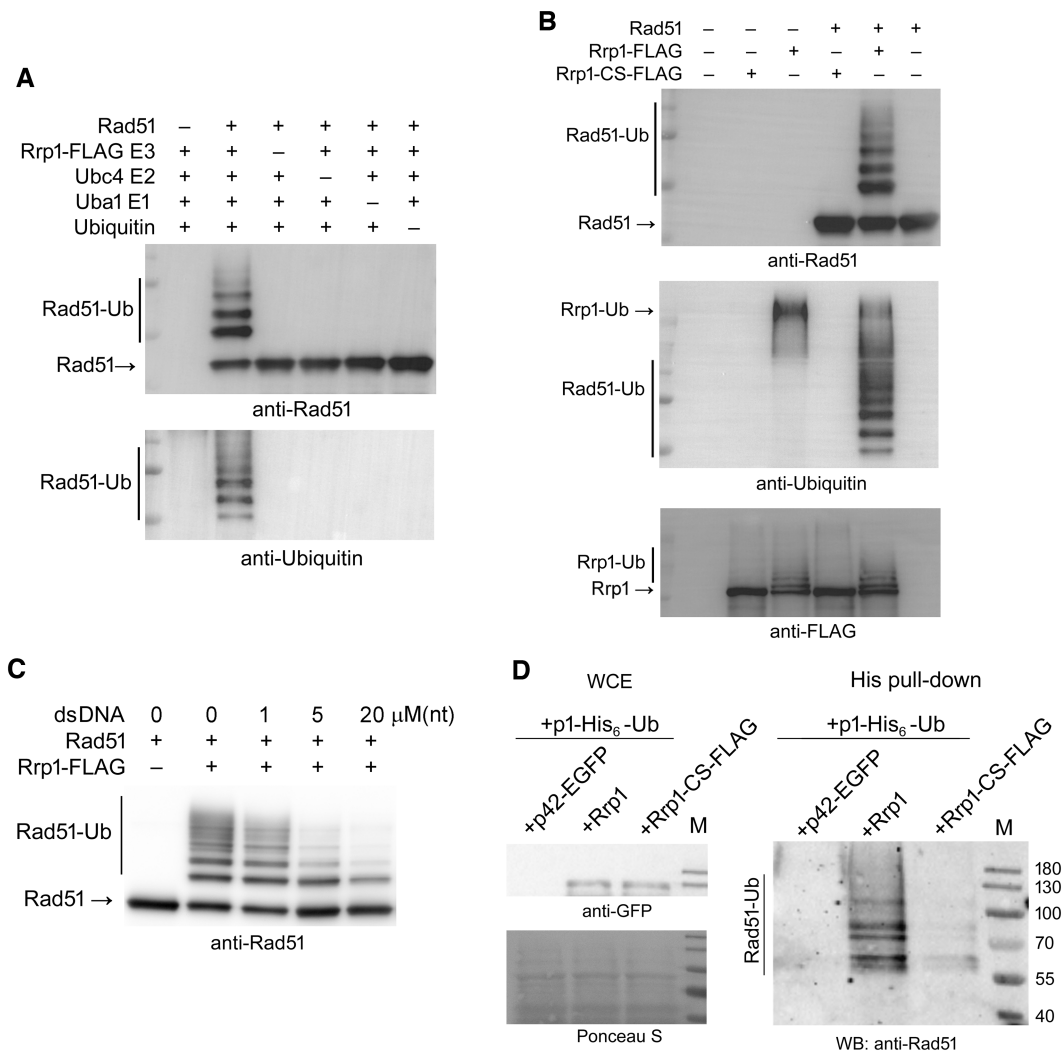 A
Rad51 – + + + + +
Rrp1-FLAG E3 + + – + + +
Ubc4 E2 + + + – + +
Uba1 E1 + + + + – +
Ubiquitin + + + + + –
Rad51-Ub
Rad51→
anti-Rad51
Rad51-Ub
anti-Ubiquitin
B
Rad51 – – – + + +
Rrp1-FLAG – – + – + –
Rrp1-CS-FLAG – + – + – –
Rad51-Ub
Rad51 →
anti-Rad51
Rrp1-Ub →
Rad51-Ub
anti-Ubiquitin
Rrp1-Ub
Rrp1 →
anti-FLAG
C
dsDNA 0 0 1 5 20 μM(nt)
Rad51 + + + + +
Rrp1-FLAG – + + + +
Rad51-Ub
Rad51 →
anti-Rad51
D
WCE
+p1-His6 -Ub
+p42-EGFP
+Rrp1
+Rrp1-CS-FLAG
M
anti-GFP
Ponceau S
His pull-down
+p1-His6 -Ub
+p42-EGFP
+Rrp1
+Rrp1-CS-FLAG
M
Rad51-Ub
180
130
100
70
55
40
WB: anti-Rad51